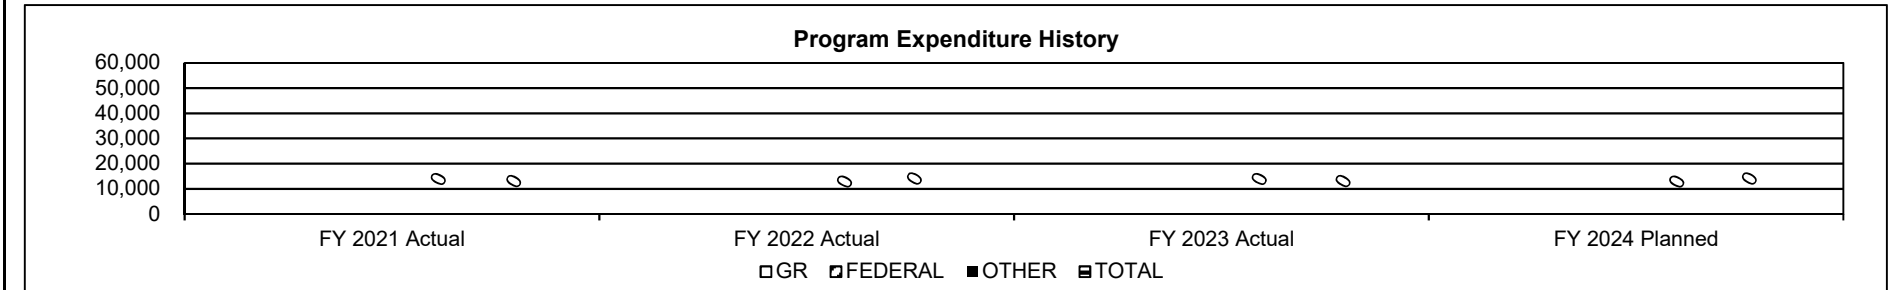 Program Expenditure History
60,000
50,000
40,000
30,000
20,000
10,000
0
0 0 0 0 0 0 0 0
FY 2021 Actual FY 2022 Actual FY 2023 Actual FY 2024 Planned
GR FEDERAL OTHER TOTAL